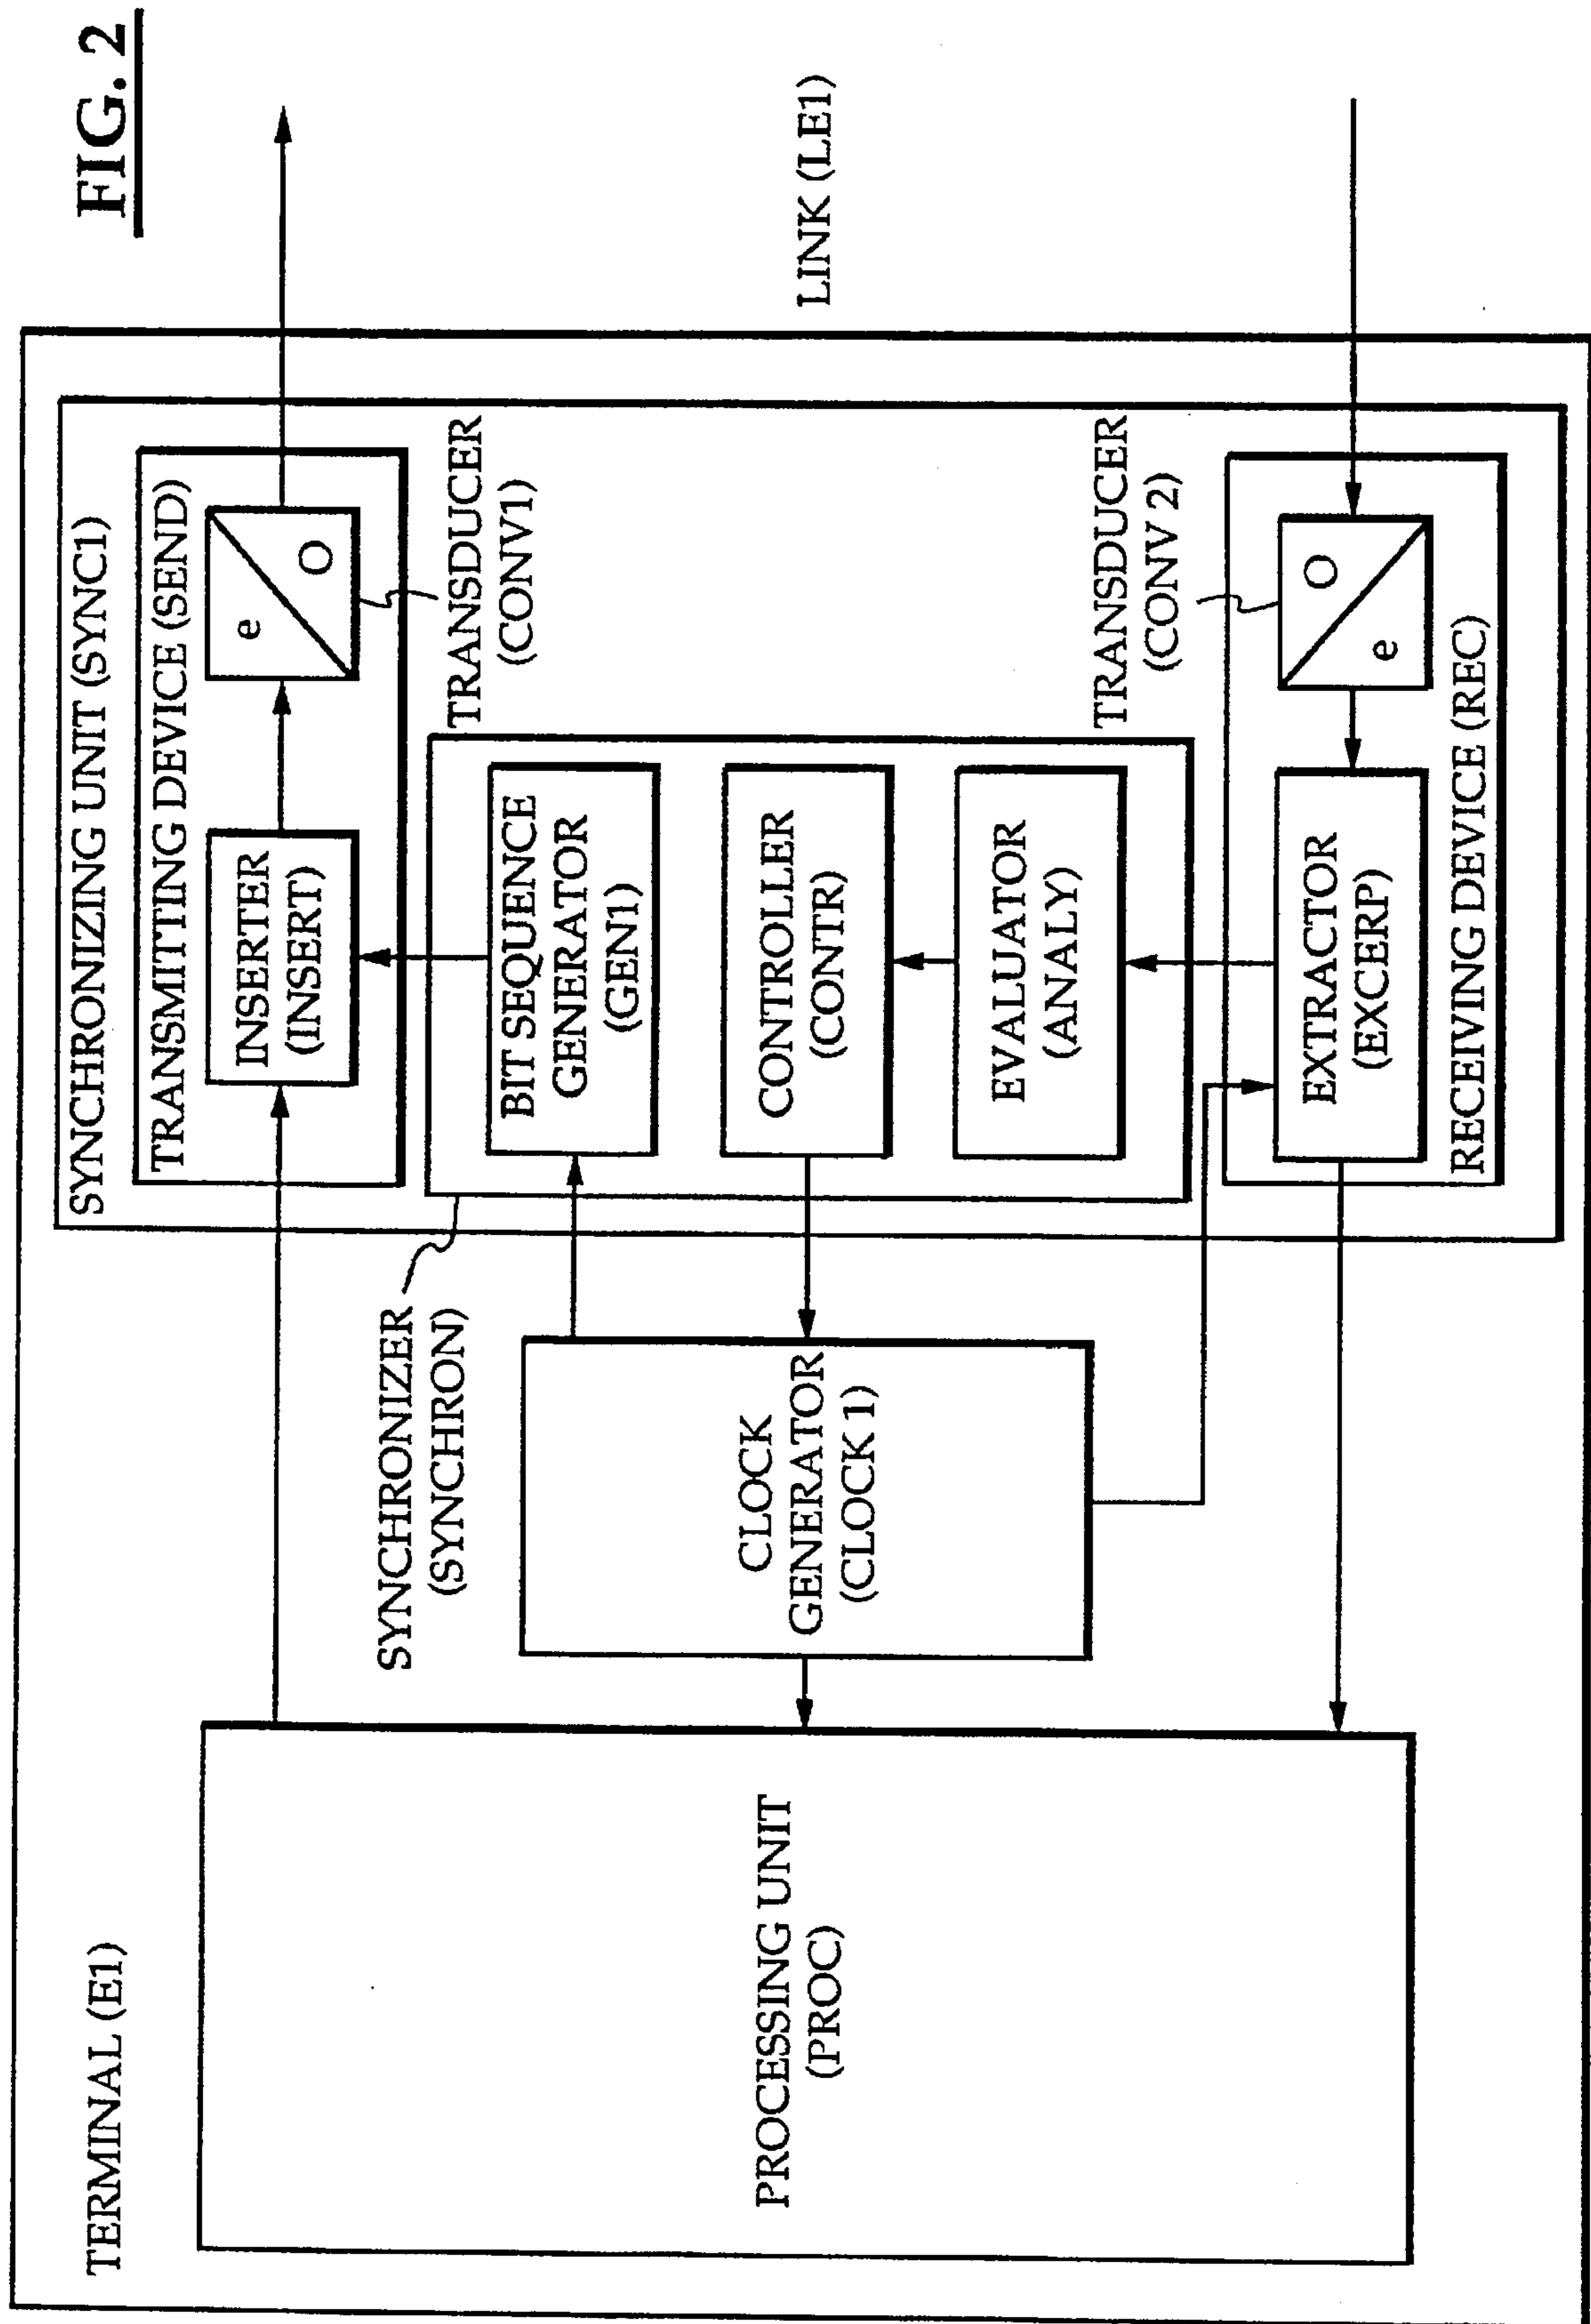 FIG. 2
TERMINAL (E1)
SYNCHRONIZING UNIT (SYNC1)
TRANSMITTING DEVICE (SEND)
INSERTER
(INSERT)
e
O
TRANSDUCER
(CONV1)
SYNCHRONIZER
(SYNCHRON)
BIT SEQUENCE
GENERATOR
(GEN1)
PROCESSING UNIT
(PROC)
CLOCK
GENERATOR
(CLOCK 1)
CONTROLLER
(CONTR)
LINK (LE1)
EVALUATOR
(ANALY)
TRANSDUCER
(CONV 2)
EXTRACTOR
(EXCERP)
O
e
RECEIVING DEVICE (REC)